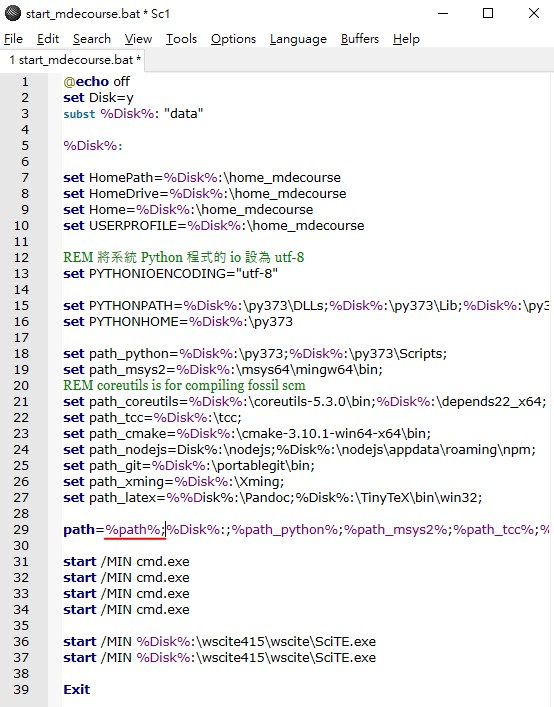 start_mdecourse.bat * Sc1
File Edit Search View Tools Options Language Buffers Help
1 start_mdecourse.bat *
1 @echo off
2 set Disk=y
3 subst %Disk%: "data"
4
5 %Disk%:
6
7 set HomePath=%Disk%:\home_mdecourse
8 set HomeDrive=%Disk%:\home_mdecourse
9 set Home=%Disk%:\home_mdecourse
10 set USERPROFILE=%Disk%:\home_mdecourse
11
12 REM 將系統 Python 程式的 io 設為 utf-8
13 set PYTHONIOENCODING="utf-8"
14
15 set PYTHONPATH=%Disk%:\py373\DLLs;%Disk%:\py373\Lib;%Disk%:\py3
16 set PYTHONHOME=%Disk%:\py373
17
18 set path_python=%Disk%:\py373;%Disk%:\py373\Scripts;
19 set path_msys2=%Disk%:\msys64\mingw64\bin;
20 REM coreutils is for compiling fossil scm
21 set path_coreutils=%Disk%:\coreutils-5.3.0\bin;%Disk%:\depends22_x64;
22 set path_tcc=%Disk%:\tcc;
23 set path_cmake=%Disk%:\cmake-3.10.1-win64-x64\bin;
24 set path_nodejs=Disk%:\nodejs;%Disk%:\nodejs\appdata\roaming\npm;
25 set path_git=%Disk%:\portablegit\bin;
26 set path_xming=%Disk%:\Xming;
27 set path_latex=%%Disk%:\Pandoc;%Disk%:\TinyTeX\bin\win32;
28
29 path=%path%;%Disk%:;%path_python%;%path_msys2%;%path_tcc%;%
30
31 start /MIN cmd.exe
32 start /MIN cmd.exe
33 start /MIN cmd.exe
34 start /MIN cmd.exe
35
36 start /MIN %Disk%:\wscite415\wscite\SciTE.exe
37 start /MIN %Disk%:\wscite415\wscite\SciTE.exe
38
39 Exit